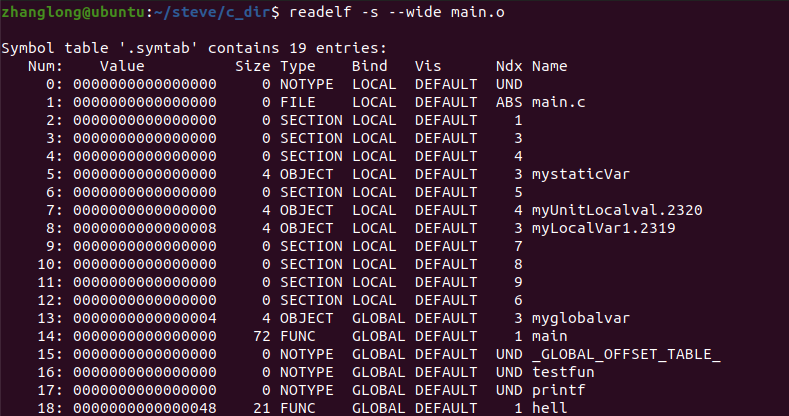 zhanglong@ubuntu:~/steve/c_dir$ readelf -s --wide main.o
Symbol table '.symtab' contains 19 entries:
   Num:    Value          Size Type    Bind   Vis      Ndx Name
     0: 0000000000000000     0 NOTYPE  LOCAL  DEFAULT  UND
     1: 0000000000000000     0 FILE    LOCAL  DEFAULT  ABS main.c
     2: 0000000000000000     0 SECTION LOCAL  DEFAULT    1
     3: 0000000000000000     0 SECTION LOCAL  DEFAULT    3
     4: 0000000000000000     0 SECTION LOCAL  DEFAULT    4
     5: 0000000000000000     4 OBJECT  LOCAL  DEFAULT    3 mystaticVar
     6: 0000000000000000     0 SECTION LOCAL  DEFAULT    5
     7: 0000000000000000     4 OBJECT  LOCAL  DEFAULT    4 myUnitLocalval.2320
     8: 0000000000000008     4 OBJECT  LOCAL  DEFAULT    3 myLocalVar1.2319
     9: 0000000000000000     0 SECTION LOCAL  DEFAULT    7
    10: 0000000000000000     0 SECTION LOCAL  DEFAULT    8
    11: 0000000000000000     0 SECTION LOCAL  DEFAULT    9
    12: 0000000000000000     0 SECTION LOCAL  DEFAULT    6
    13: 0000000000000004     4 OBJECT  GLOBAL DEFAULT    3 myglobalvar
    14: 0000000000000000    72 FUNC    GLOBAL DEFAULT    1 main
    15: 0000000000000000     0 NOTYPE  GLOBAL DEFAULT  UND _GLOBAL_OFFSET_TABLE_
    16: 0000000000000000     0 NOTYPE  GLOBAL DEFAULT  UND testfun
    17: 0000000000000000     0 NOTYPE  GLOBAL DEFAULT  UND printf
    18: 0000000000000048    21 FUNC    GLOBAL DEFAULT    1 hell